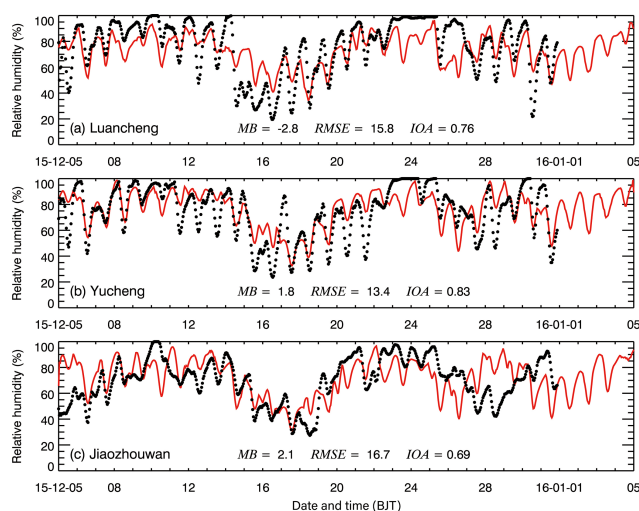 100
80
60
40
20
0
Relative humidity (%)
(a) Luancheng
MB = -2.8 RMSE = 15.8 IOA = 0.76
15-12-05 08 12 16 20 24 28 16-01-01 05
100
80
60
40
20
0
Relative humidity (%)
(b) Yucheng
MB = 1.8 RMSE = 13.4 IOA = 0.83
15-12-05 08 12 16 20 24 28 16-01-01 05
100
80
60
40
20
0
Relative humidity (%)
(c) Jiaozhouwan
MB = 2.1 RMSE = 16.7 IOA = 0.69
15-12-05 08 12 16 20 24 28 16-01-01 05
Date and time (BJT)